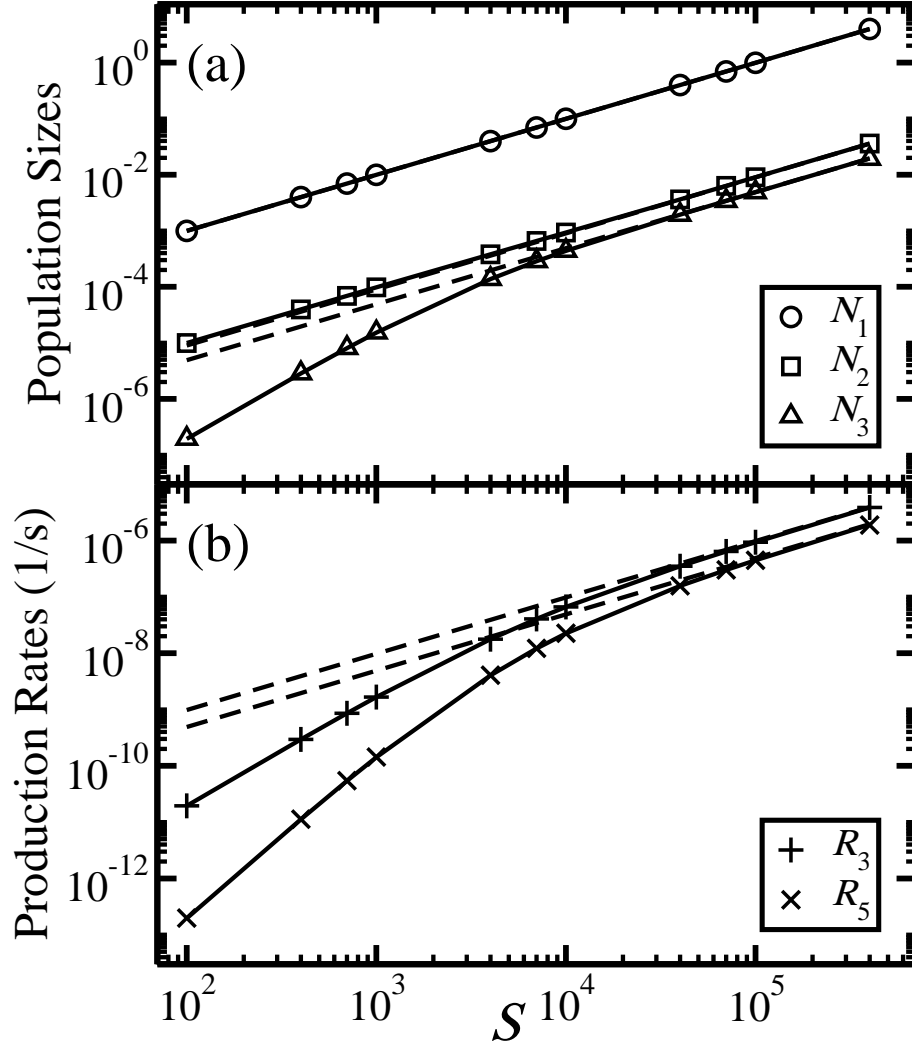 (a)
Population Sizes
10^0
10^-2
10^-4
10^-6
N_1
N_2
N_3
(b)
Production Rates (1/s)
10^-6
10^-8
10^-10
10^-12
R_3
R_5
10^2 10^3 10^4 10^5
S